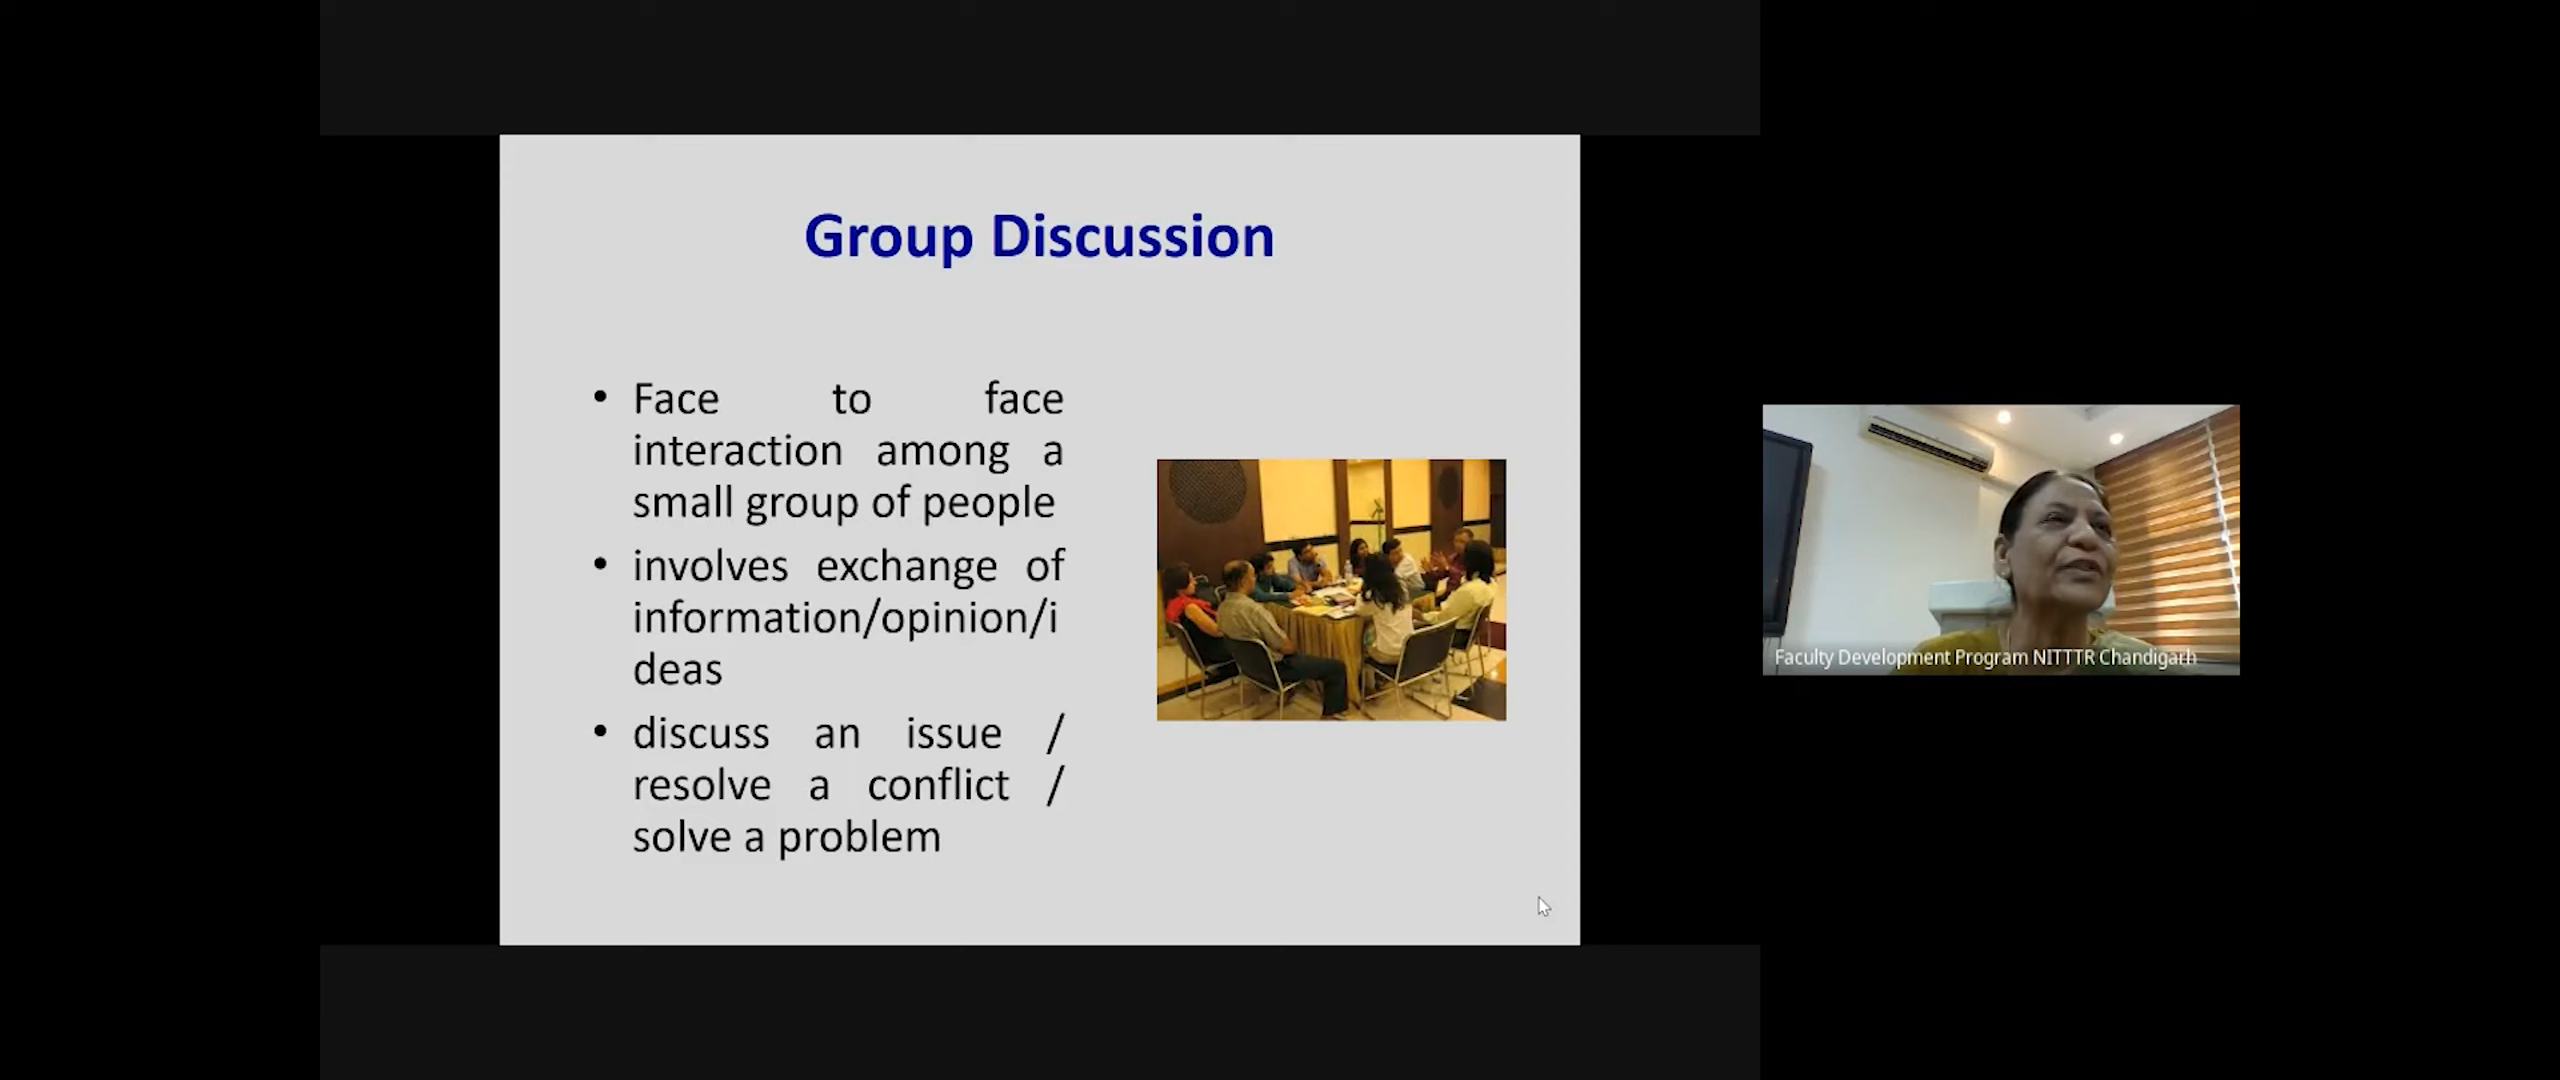 Group Discussion
• Face to face
interaction among a
small group of people
• involves exchange of
information/opinion/i
deas
• discuss an issue /
resolve a conflict /
solve a problem
Faculty Development Program NITTTR Chandigarh